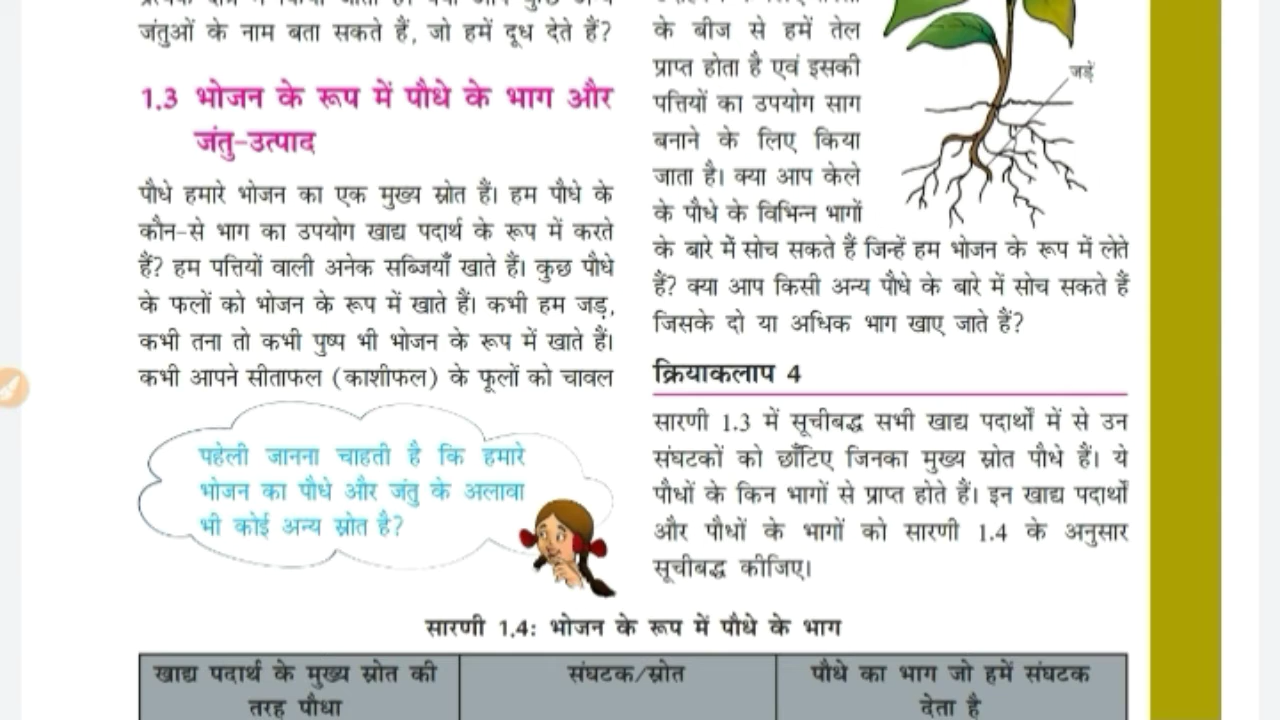 जंतुओं के नाम बता सकते हैं, जो हमें दूध देते हैं?
1.3 भोजन के रूप में पौधे के भाग और
जंतु-उत्पाद
पौधे हमारे भोजन का एक मुख्य स्रोत हैं। हम पौधे के
कौन-से भाग का उपयोग खाद्य पदार्थ के रूप में करते
हैं? हम पत्तियों वाली अनेक सब्जियाँ खाते हैं। कुछ पौधे
के फलों को भोजन के रूप में खाते हैं। कभी हम जड़,
कभी तना तो कभी पुष्प भी भोजन के रूप में खाते हैं।
कभी आपने सीताफल (काशीफल) के फूलों को चावल
पहेली जानना चाहती है कि हमारे
भोजन का पौधे और जंतु के अलावा
भी कोई अन्य स्रोत है?
के बीज से हमें तेल
प्राप्त होता है एवं इसकी
पत्तियों का उपयोग साग
बनाने के लिए किया
जाता है। क्या आप केले
के पौधे के विभिन्न भागों
के बारे में सोच सकते हैं जिन्हें हम भोजन के रूप में लेते
हैं? क्या आप किसी अन्य पौधे के बारे में सोच सकते हैं
जिसके दो या अधिक भाग खाए जाते हैं?
जड़ें
क्रियाकलाप 4
सारणी 1.3 में सूचीबद्ध सभी खाद्य पदार्थों में से उन
संघटकों को छाँटिए जिनका मुख्य स्रोत पौधे हैं। ये
पौधों के किन भागों से प्राप्त होते हैं। इन खाद्य पदार्थों
और पौधों के भागों को सारणी 1.4 के अनुसार
सूचीबद्ध कीजिए।
सारणी 1.4: भोजन के रूप में पौधे के भाग
खाद्य पदार्थ के मुख्य स्रोत की
तरह पौधा
संघटक/स्रोत
पौधे का भाग जो हमें संघटक
देता है